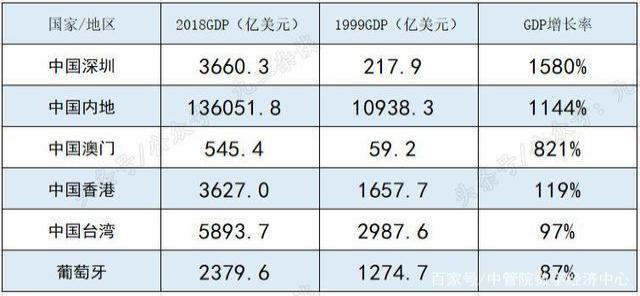 国家/地区 2018GDP（亿美元） 1999GDP（亿美元） GDP增长率
中国深圳 3660.3 217.9 1580%
中国内地 136051.8 10938.3 1144%
中国澳门 545.4 59.2 821%
中国香港 3627.0 1657.7 119%
中国台湾 5893.7 2987.6 97%
葡萄牙 2379.6 1274.7 87%
百家号/中管院数字经济中心